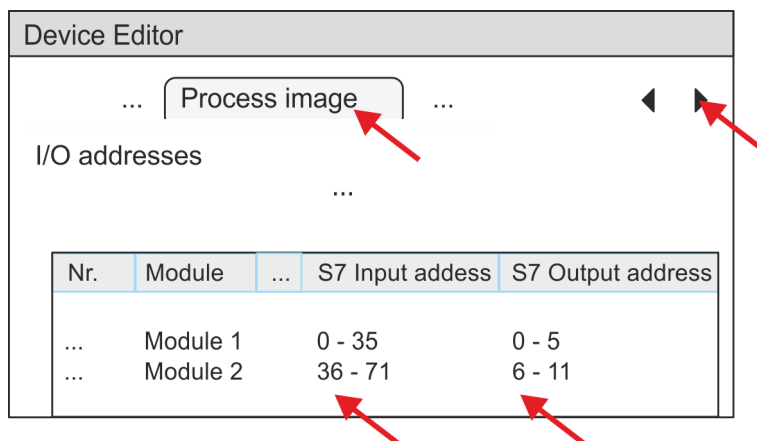 Device Editor
... Process image ...
I/O addresses
...
Nr. Module ... S7 Input addess S7 Output address
... Module 1 0 - 35 0 - 5
... Module 2 36 - 71 6 - 11